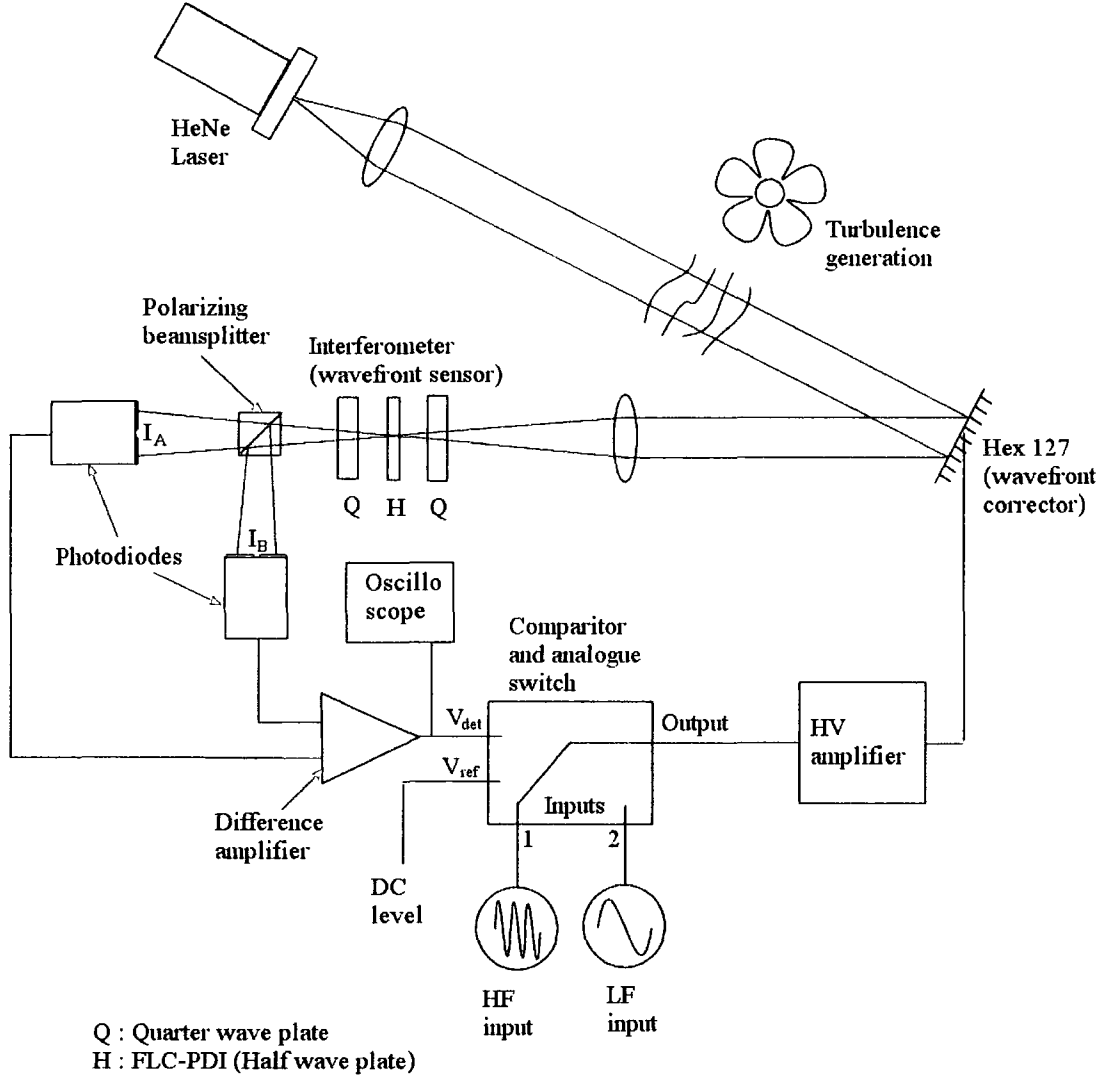 HeNe
Laser
Turbulence
generation
Polarizing
beamsplitter
Interferometer
(wavefront sensor)
I_A
Hex 127
(wavefront
corrector)
Q
H
Q
I_B
Photodiodes
Oscillo
scope
Comparitor
and analogue
switch
V_det
Output
HV
amplifier
V_ref
Inputs
1
2
Difference
amplifier
DC
level
HF
input
LF
input
Q : Quarter wave plate
H : FLC-PDI (Half wave plate)